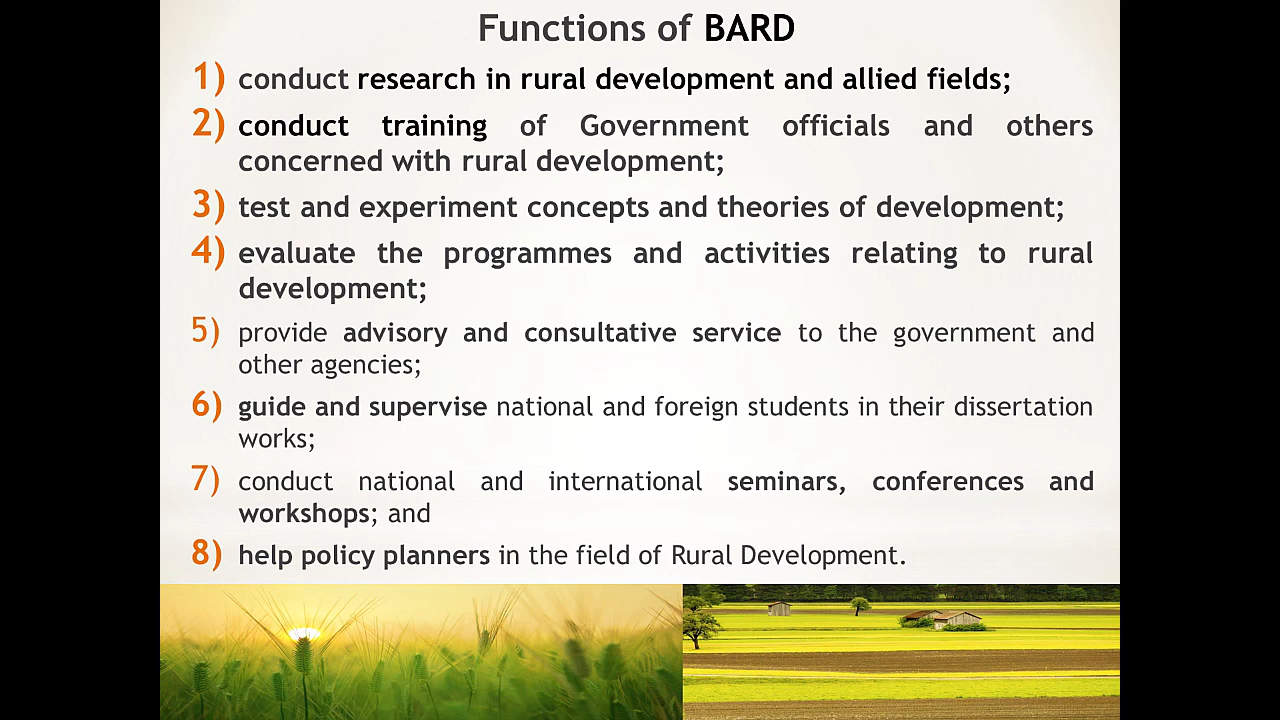 Functions of BARD
1) conduct research in rural development and allied fields;
2) conduct training of Government officials and others
concerned with rural development;
3) test and experiment concepts and theories of development;
4) evaluate the programmes and activities relating to rural
development;
5) provide advisory and consultative service to the government and
other agencies;
6) guide and supervise national and foreign students in their dissertation
works;
7) conduct national and international seminars, conferences and
workshops; and
8) help policy planners in the field of Rural Development.